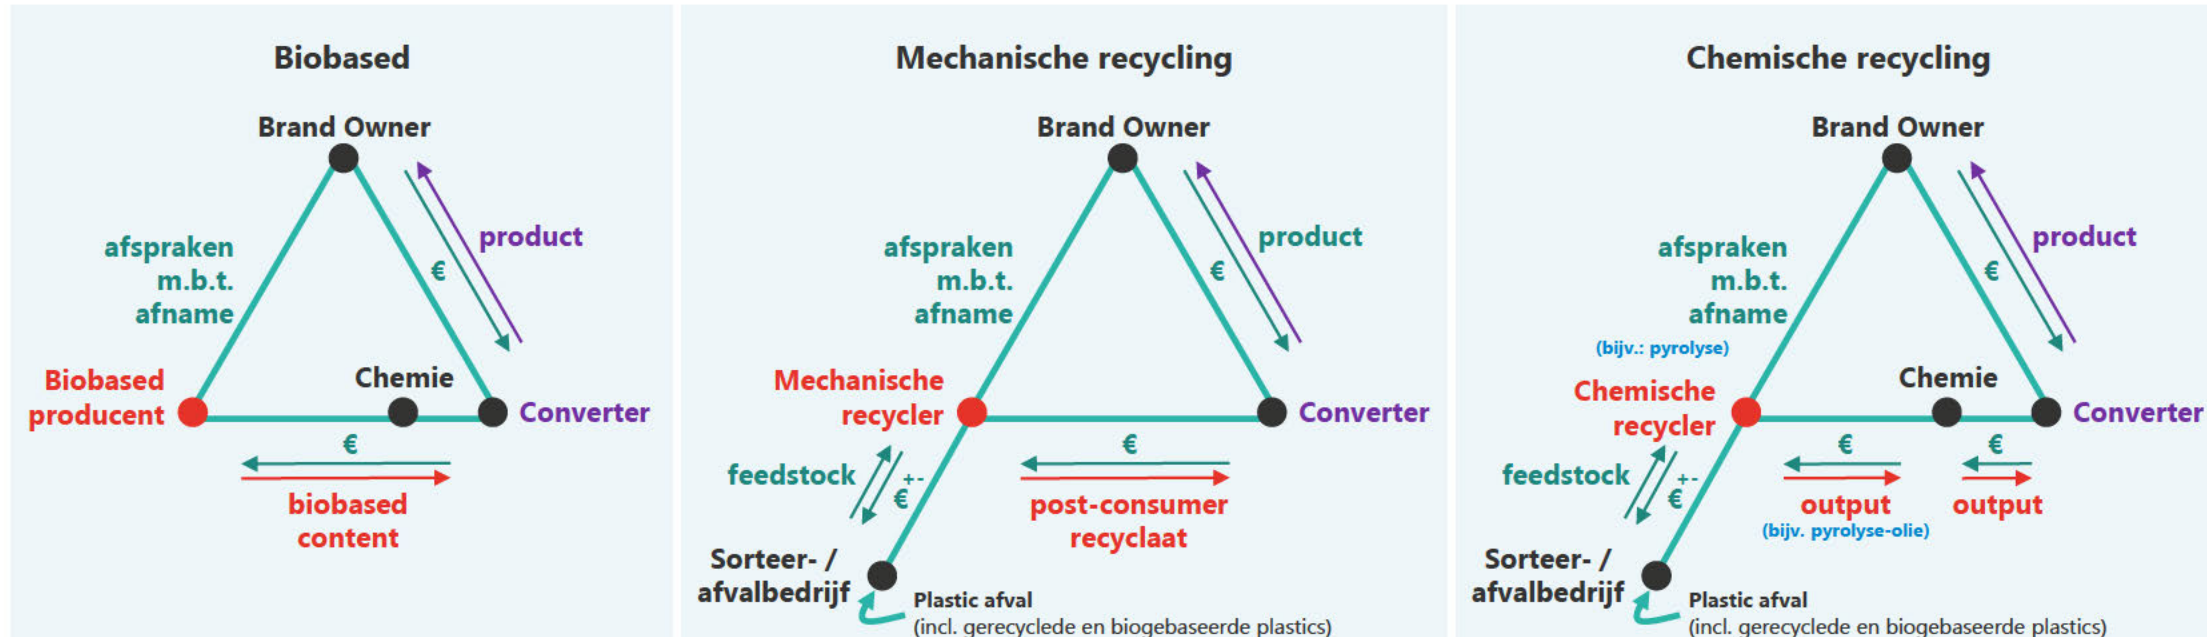 Biobased
Brand Owner
product
€
afspraken
m.b.t.
afname
Biobased
producent
Chemie
Converter
€
biobased
content
Mechanische recycling
Brand Owner
product
€
afspraken
m.b.t.
afname
Mechanische
recycler
Converter
feedstock
+ -
€
€
post-consumer
recyclaat
Sorteer- /
afvalbedrijf
Plastic afval
(incl. gerecyclede en biogebaseerde plastics)
Chemische recycling
Brand Owner
product
€
afspraken
m.b.t.
afname
(bijv.: pyrolyse)
Chemische
recycler
Chemie
Converter
feedstock
+ -
€
€
output
(bijv. pyrolyse-olie)
€
output
Sorteer- /
afvalbedrijf
Plastic afval
(incl. gerecyclede en biogebaseerde plastics)